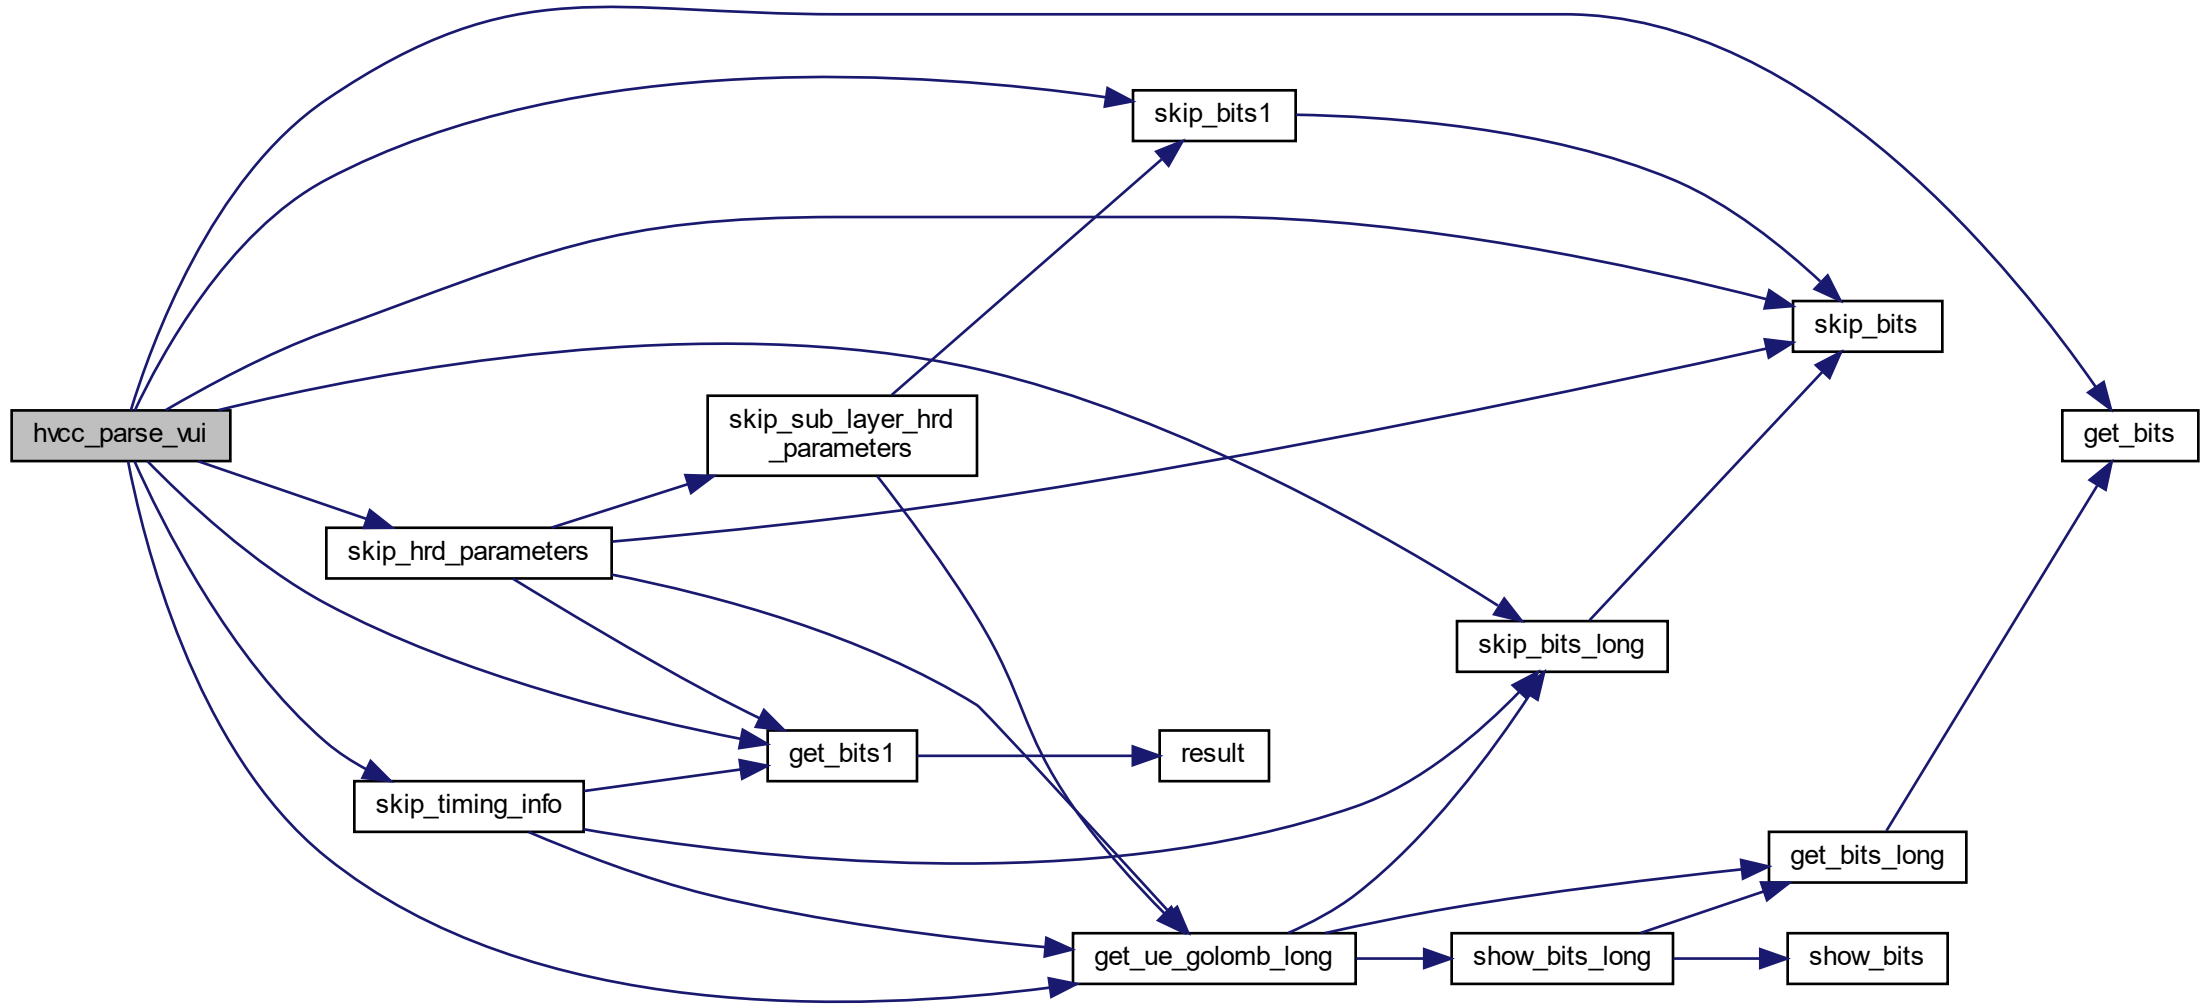 skip_bits1
skip_bits
hvcc_parse_vui
skip_sub_layer_hrd
_parameters
get_bits
skip_hrd_parameters
skip_bits_long
get_bits1
result
skip_timing_info
get_bits_long
get_ue_golomb_long
show_bits_long
show_bits